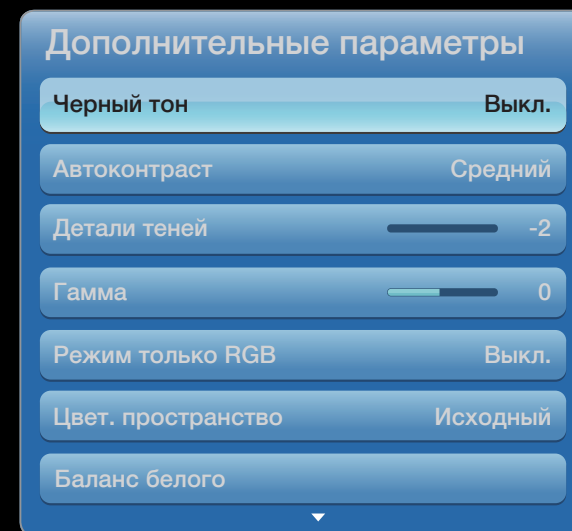 Дополнительные параметры
Черный тон Выкл.
Автоконтраст Средний
Детали теней -2
Гамма 0
Режим только RGB Выкл.
Цвет. пространство Исходный
Баланс белого